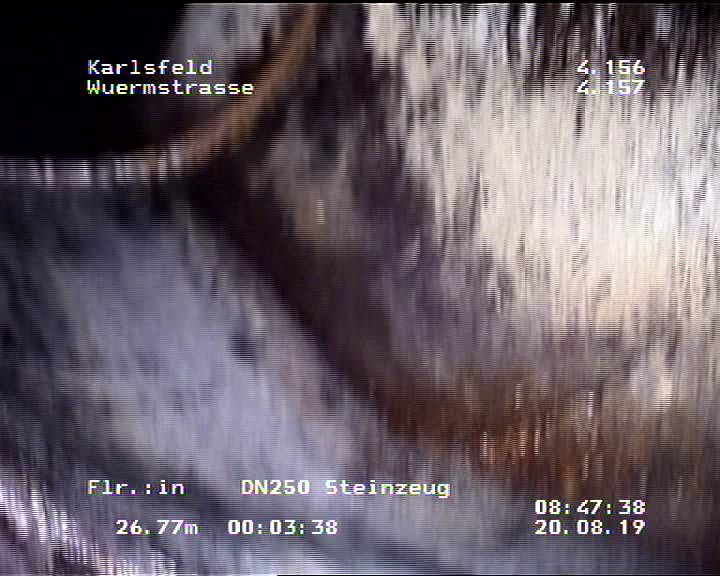 Karlsfeld 4.156
Wuermstrasse 4.157
Flr.:in DN250 Steinzeug
08:47:38
26.77m 00:03:38 20.08.19